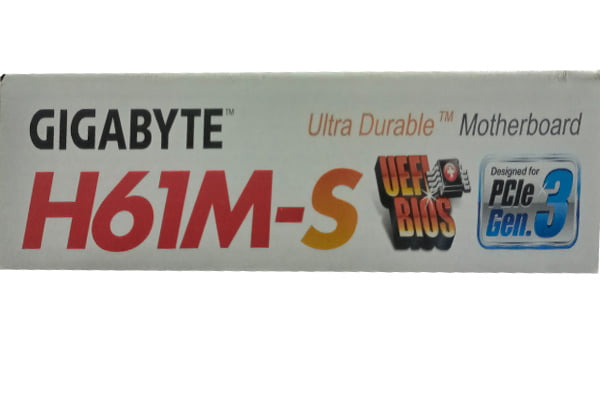 GIGABYTE™
Ultra Durable™ Motherboard
H61M-S
UEFI
BIOS
Designed for
PCIe
Gen. 3